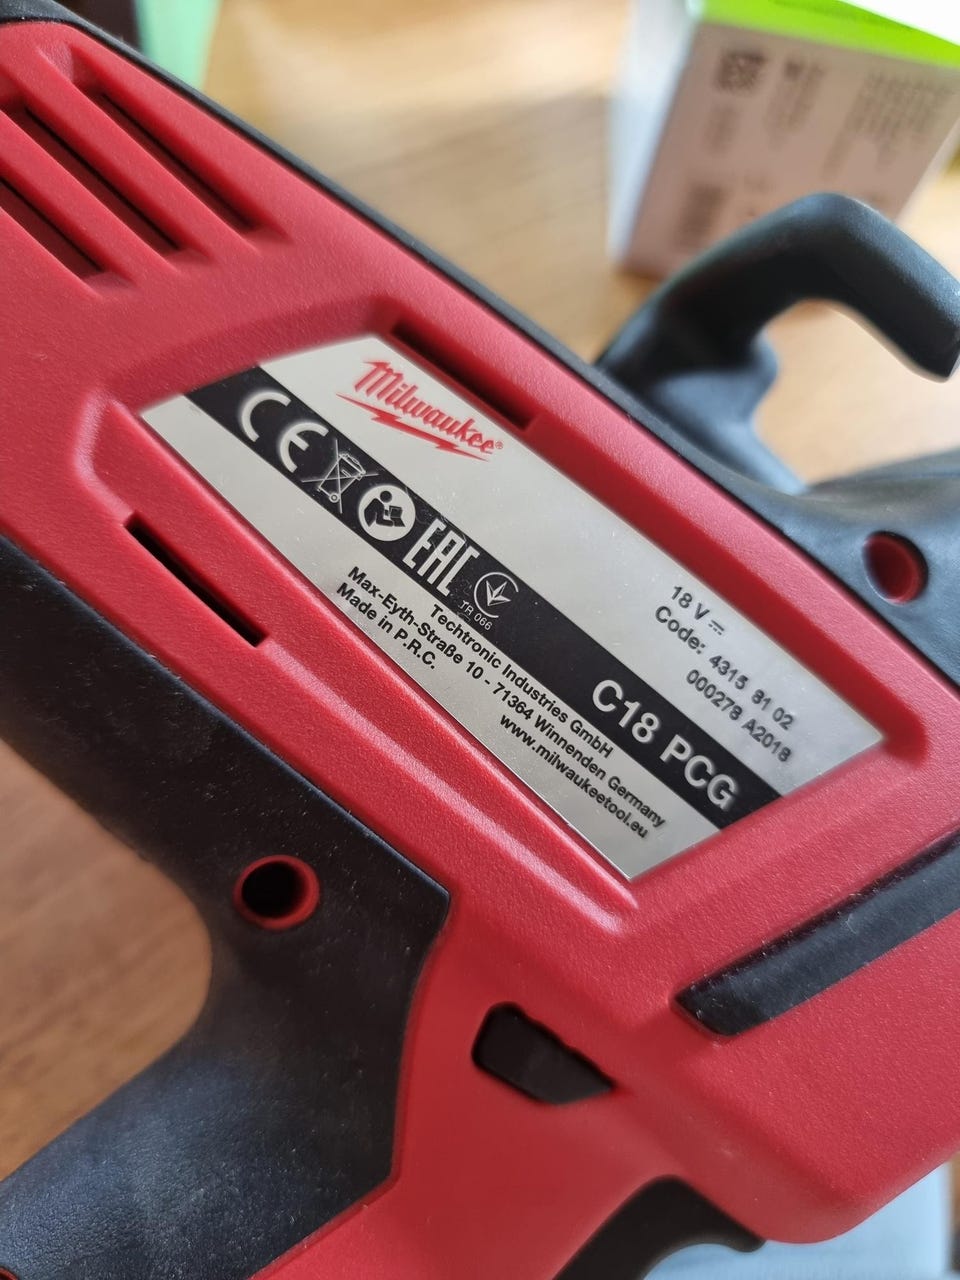 Milwaukee®
CE
EAC
TR 066
18 V
Code: 4315 81 02
000278 A2018
C18 PCG
Techtronic Industries GmbH
Max-Eyth-Straße 10 - 71364 Winnenden Germany
Made in P.R.C.
www.milwaukeetool.eu